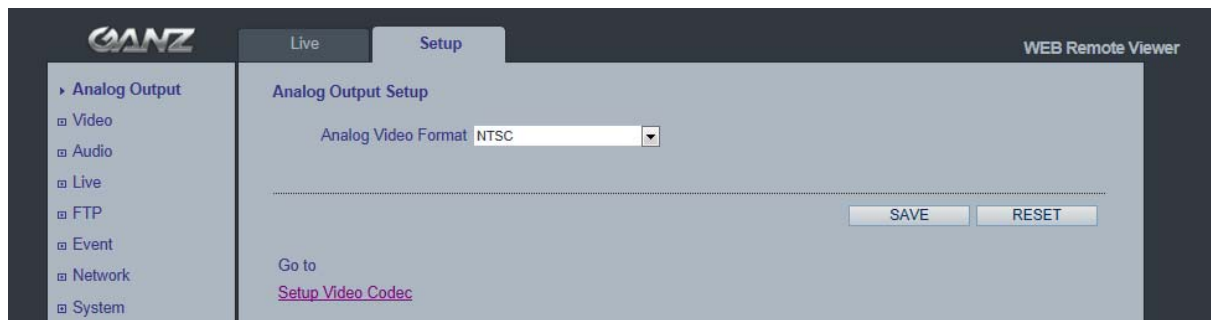 GANZ
Live
Setup
WEB Remote Viewer
Analog Output
Video
Audio
Live
FTP
Event
Network
System
Analog Output Setup
Analog Video Format NTSC
SAVE
RESET
Go to
Setup Video Codec